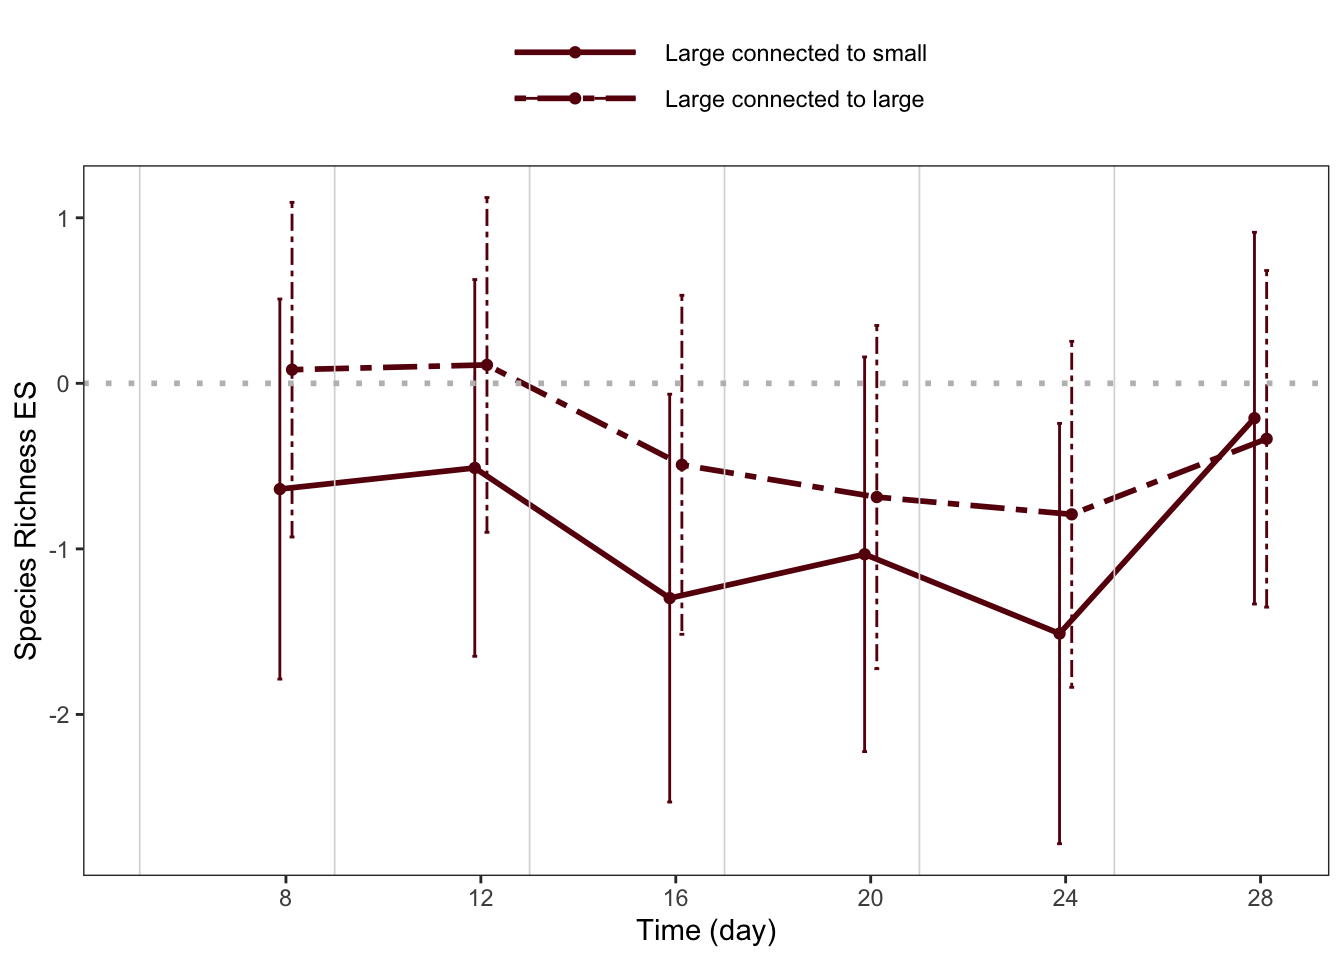 Large connected to small
Large connected to large
1
0
-1
-2
Species Richness ES
8 12 16 20 24 28
Time (day)